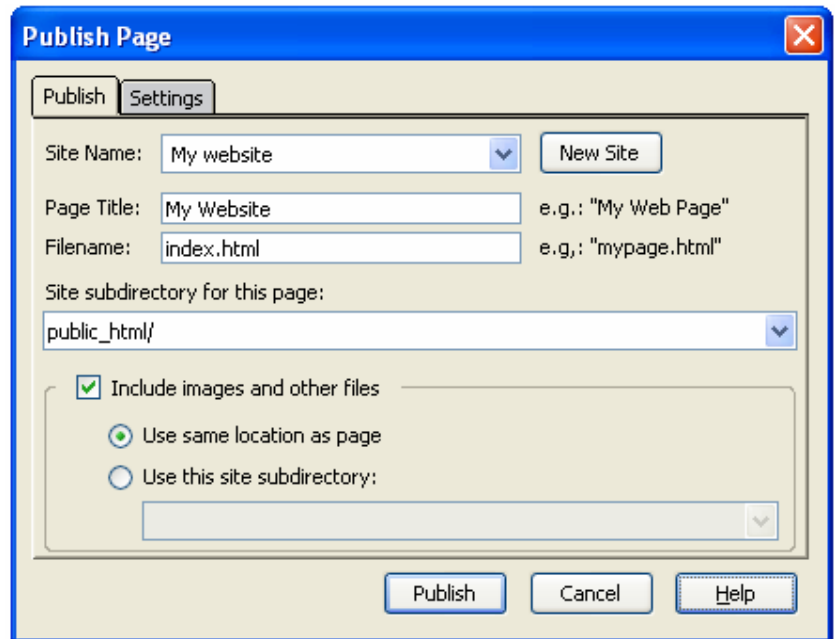 Publish Page
Publish Settings
Site Name: My website New Site
Page Title: My Website e.g.: "My Web Page"
Filename: index.html e.g,: "mypage.html"
Site subdirectory for this page:
public_html/
Include images and other files
Use same location as page
Use this site subdirectory:
Publish Cancel Help